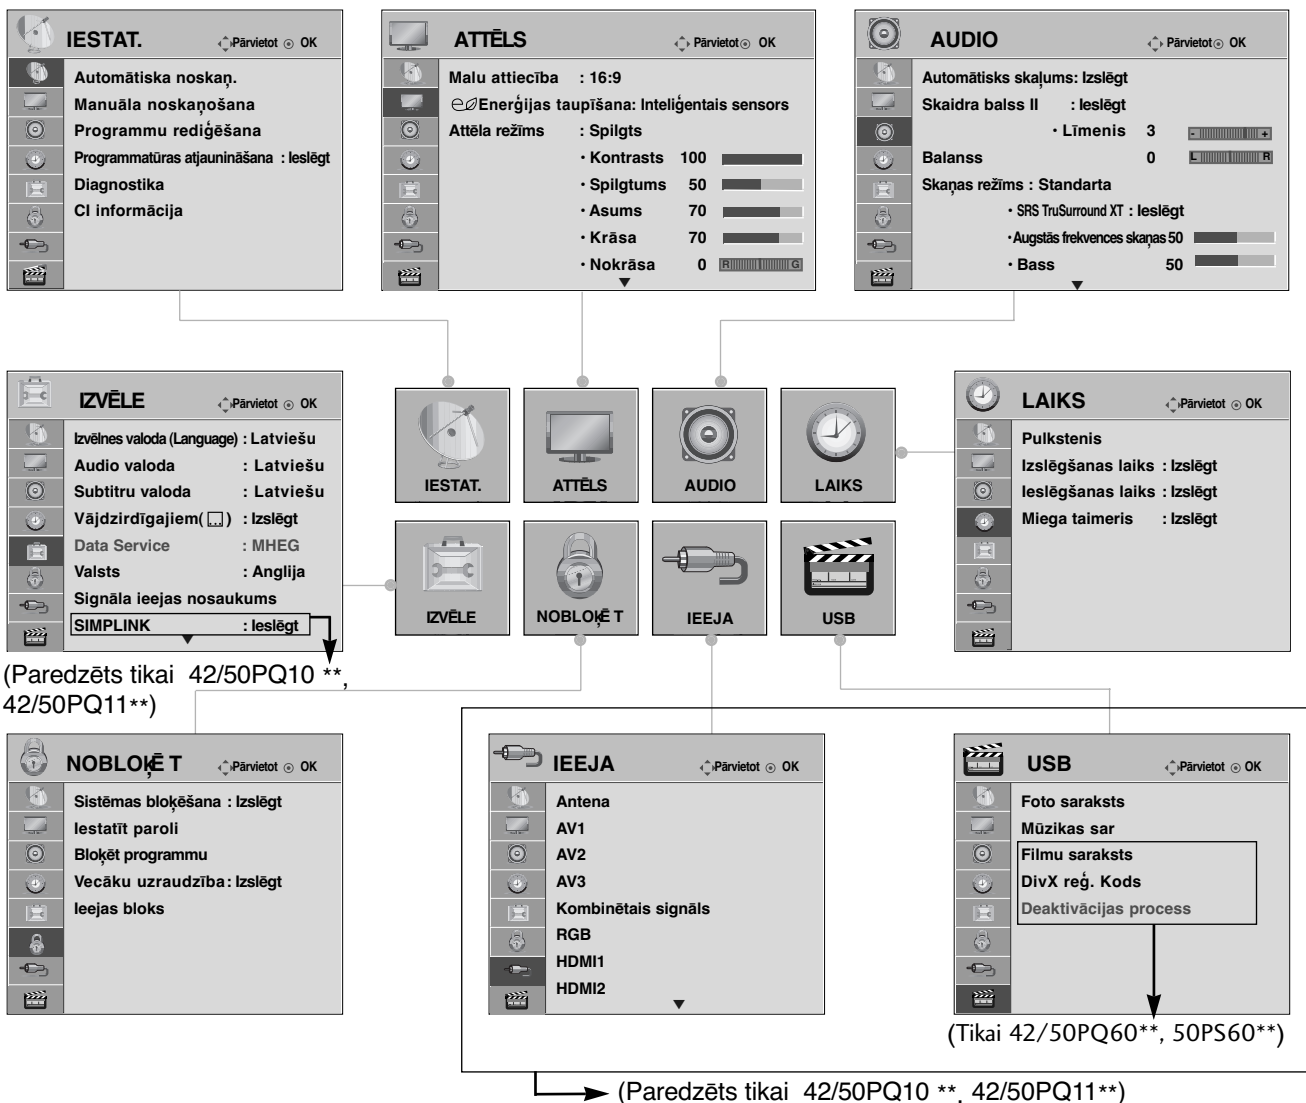 IESTAT.
Pārvietot OK
Automātiska noskaņ.
Manuāla noskaņošana
Programmu rediģēšana
Programmatūras atjaunināšana : Ieslēgt
Diagnostika
CI informācija
ATTĒLS
Pārvietot OK
Malu attiecība : 16:9
Enerģijas taupīšana: Inteliģentais sensors
Attēla režīms : Spilgts
• Kontrasts 100
• Spilgtums 50
• Asums 70
• Krāsa 70
• Nokrāsa 0 R G
AUDIO
Pārvietot OK
Automātisks skaļums: Izslēgt
Skaidra balss II : Ieslēgt
• Līmenis 3 - +
Balanss 0 L R
Skaņas režīms : Standarta
• SRS TruSurround XT : Ieslēgt
•Augstās frekvences skaņas 50
• Bass 50
IZVĒLE
Pārvietot OK
Izvēlnes valoda (Language) : Latviešu
Audio valoda : Latviešu
Subtitru valoda : Latviešu
Vājdzirdīgajiem( ) : Izslēgt
Data Service : MHEG
Valsts : Anglija
Signāla ieejas nosaukums
SIMPLINK : Ieslēgt
(Paredzēts tikai 42/50PQ10 **,
42/50PQ11**)
IESTAT.
ATTĒLS
AUDIO
LAIKS
IZVĒLE
NOBLOĶĒ T
IEEJA
USB
LAIKS
Pārvietot OK
Pulkstenis
Izslēgšanas laiks : Izslēgt
Ieslēgšanas laiks : Izslēgt
Miega taimeris : Izslēgt
NOBLOĶĒ T
Pārvietot OK
Sistēmas bloķēšana : Izslēgt
Iestatīt paroli
Bloķēt programmu
Vecāku uzraudzība: Izslēgt
Ieejas bloks
IEEJA
Pārvietot OK
Antena
AV1
AV2
AV3
Kombinētais signāls
RGB
HDMI1
HDMI2
USB
Pārvietot OK
Foto saraksts
Mūzikas sar
Filmu saraksts
DivX reģ. Kods
Deaktivācijas process
(Tikai 42/50PQ60**, 50PS60**)
(Paredzēts tikai 42/50PQ10 **, 42/50PQ11**)